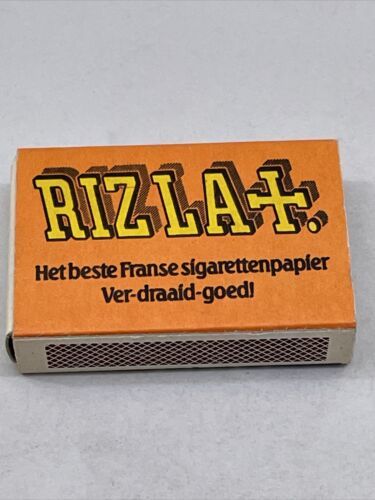 RIZLA+.
Het beste Franse sigarettenpapier
Ver-draaid-goed!